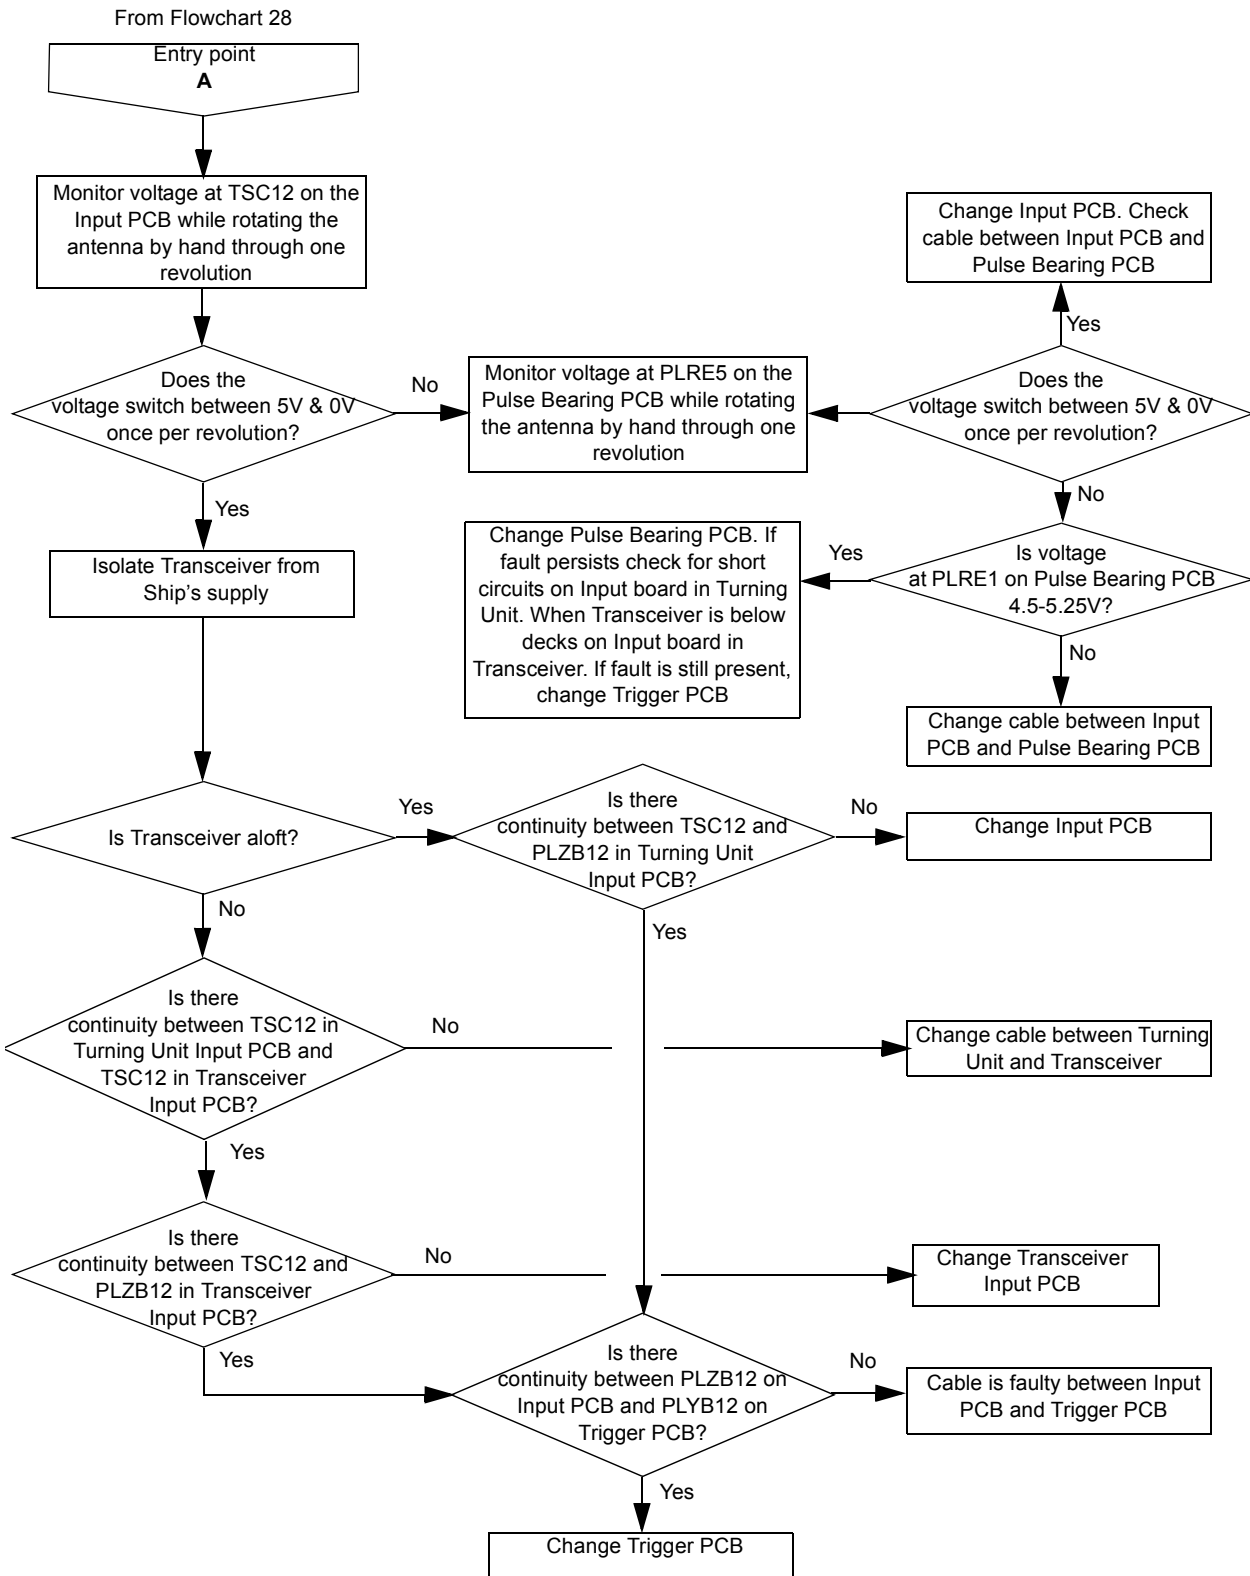 From Flowchart 28
Entry point
A
Monitor voltage at TSC12 on the
Input PCB while rotating the
antenna by hand through one
revolution
Change Input PCB. Check
cable between Input PCB and
Pulse Bearing PCB
Yes
Does the
voltage switch between 5V & 0V
once per revolution?
No
Monitor voltage at PLRE5 on the
Pulse Bearing PCB while rotating
the antenna by hand through one
revolution
Does the
voltage switch between 5V & 0V
once per revolution?
No
Yes
Isolate Transceiver from
Ship's supply
Change Pulse Bearing PCB. If
fault persists check for short
circuits on Input board in Turning
Unit. When Transceiver is below
decks on Input board in
Transceiver. If fault is still present,
change Trigger PCB
Yes
Is voltage
at PLRE1 on Pulse Bearing PCB
4.5-5.25V?
No
Change cable between Input
PCB and Pulse Bearing PCB
Is Transceiver aloft?
Yes
Is there
continuity between TSC12 and
PLZB12 in Turning Unit
Input PCB?
No
Change Input PCB
No
Yes
Is there
continuity between TSC12 in
Turning Unit Input PCB and
TSC12 in Transceiver
Input PCB?
No
Change cable between Turning
Unit and Transceiver
Yes
Is there
continuity between TSC12 and
PLZB12 in Transceiver
Input PCB?
No
Change Transceiver
Input PCB
Yes
Is there
continuity between PLZB12 on
Input PCB and PLYB12 on
Trigger PCB?
No
Cable is faulty between Input
PCB and Trigger PCB
Yes
Change Trigger PCB